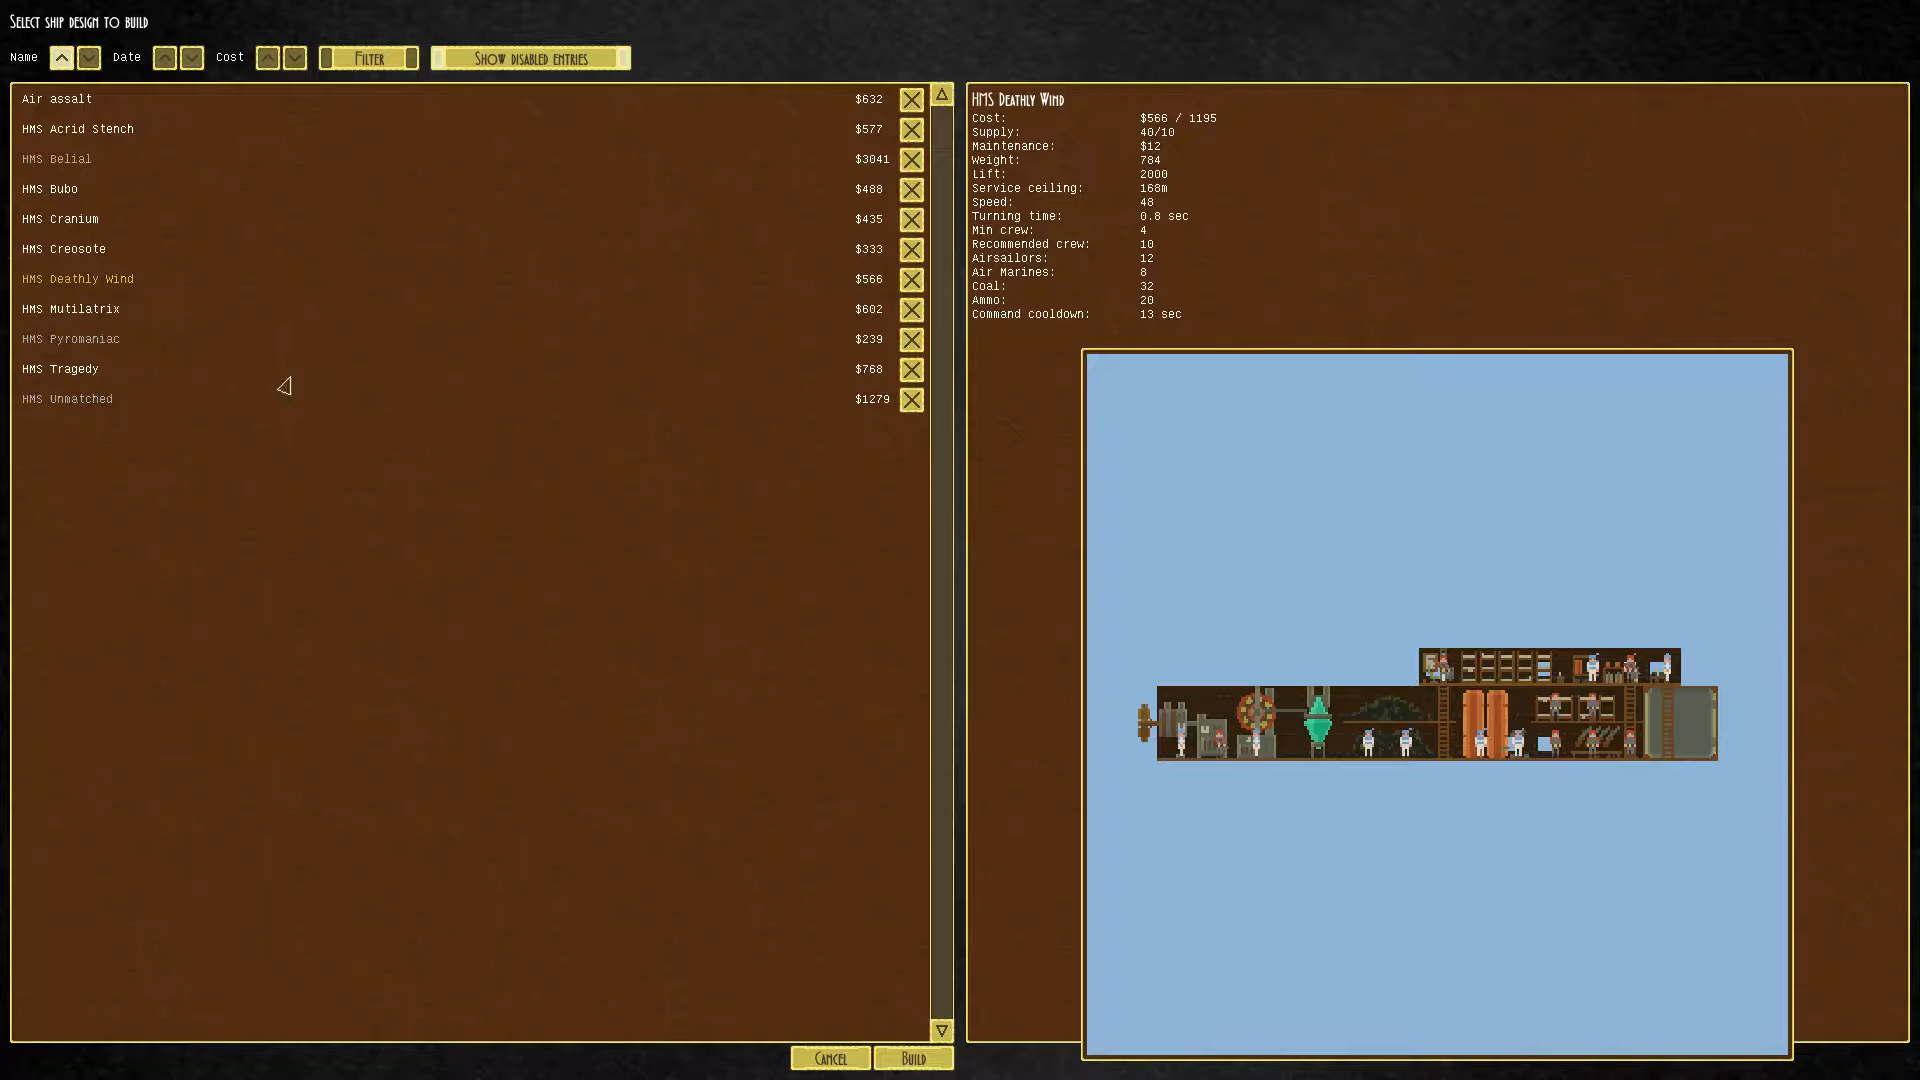 Select ship design to build
Name Date Cost Filter Show disabled entries
Air assalt $632
HMS Acrid Stench $577
HMS Belial $3041
HMS Bubo $488
HMS Cranium $435
HMS Creosote $333
HMS Deathly Wind $566
HMS Mutilatrix $602
HMS Pyromaniac $239
HMS Tragedy $768
HMS Unmatched $1279
Cancel Build
HMS Deathly Wind
Cost: $566 / 1195
Supply: 40/10
Maintenance: $12
Weight: 784
Lift: 2000
Service ceiling: 168m
Speed: 48
Turning time: 0.8 sec
Min crew: 4
Recommended crew: 10
Airsailors: 12
Air Marines: 8
Coal: 32
Ammo: 20
Command cooldown: 13 sec